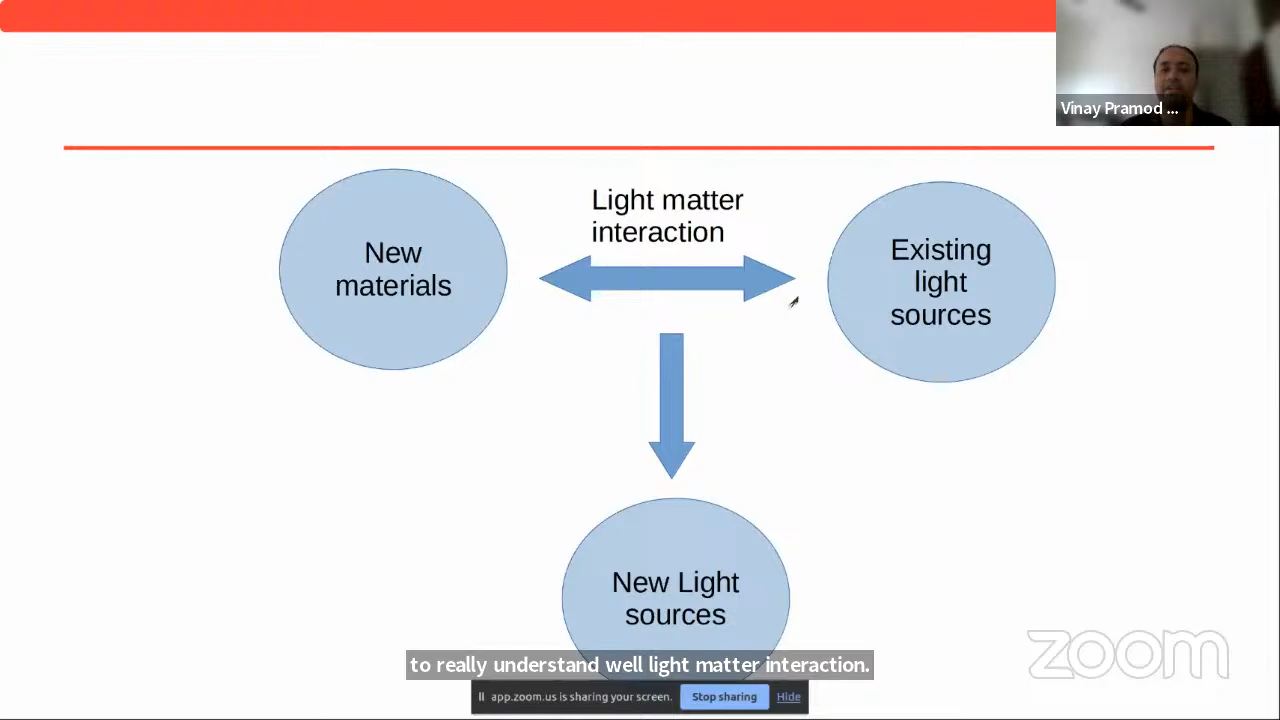 Vinay Pramod ...
Light matter
interaction
New
materials
Existing
light
sources
New Light
sources
to really understand well light matter interaction.
zoom
app.zoom.us is sharing your screen.
Stop sharing
Hide